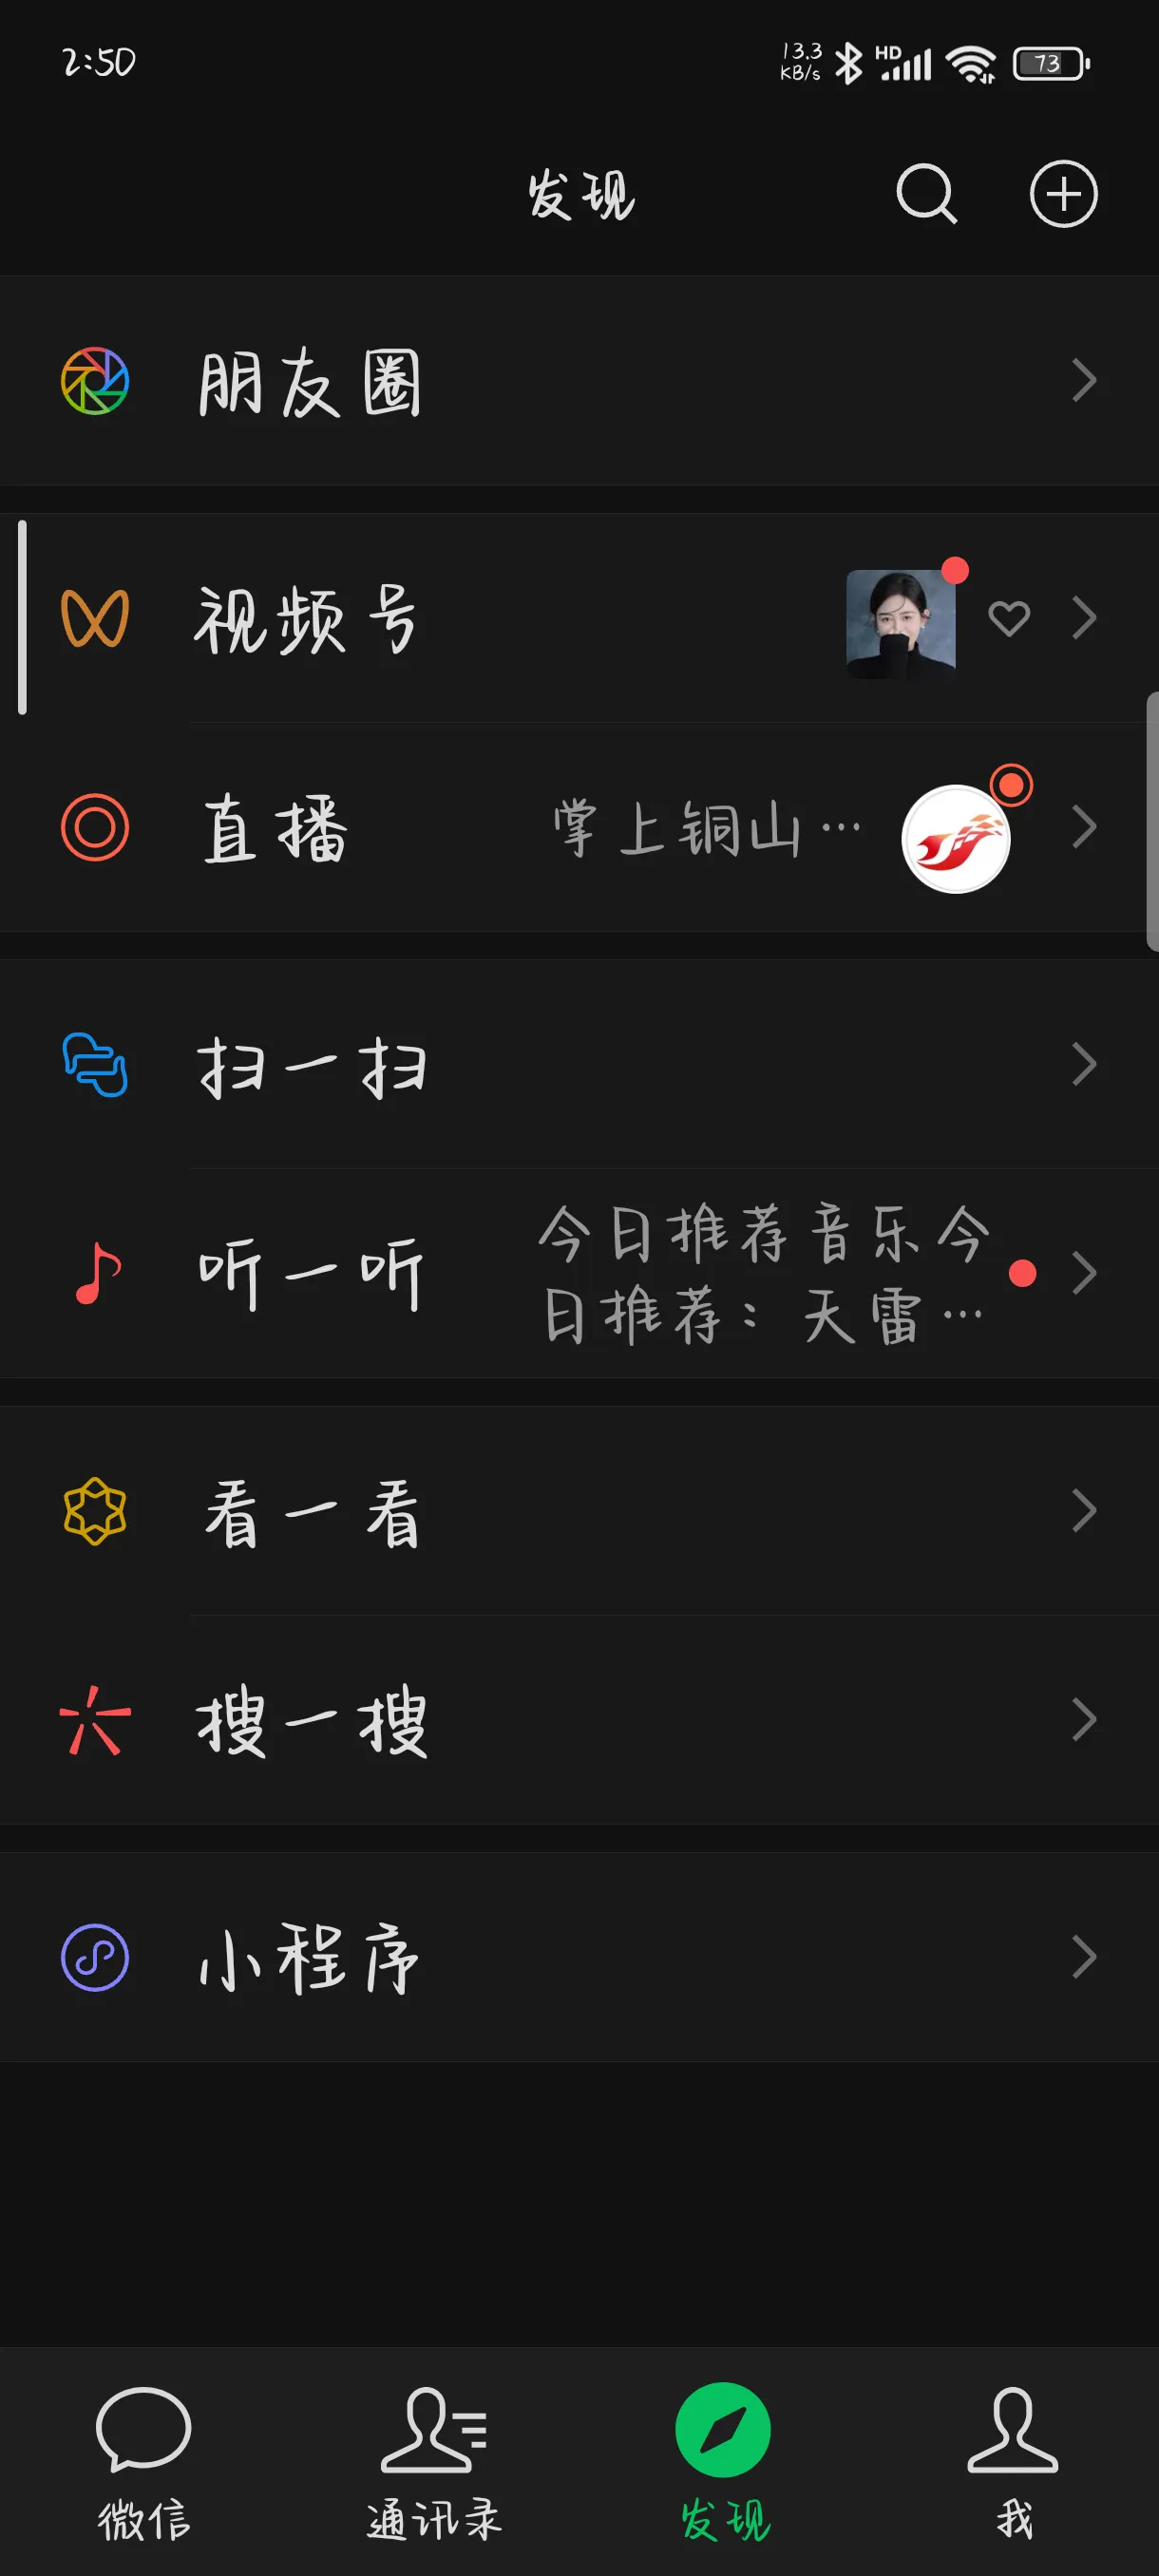 2:50
13.3
KB/s
HD
73
发现
朋友圈
视频号
直播
掌上铜山…
扫一扫
听一听
今日推荐音乐今
日推荐：天雷…
看一看
搜一搜
小程序
微信
通讯录
发现
我